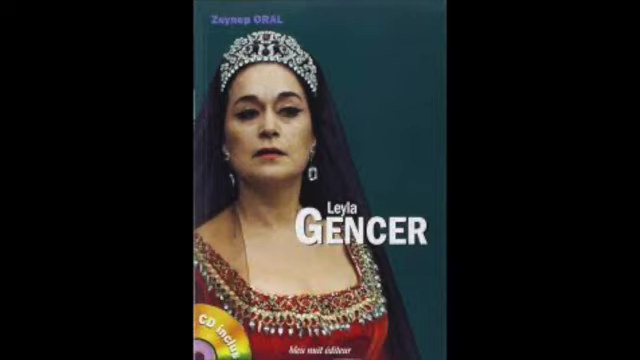 Zeynep ORAL
Leyla
GENCER
CD inclus
bleu nuit éditeur